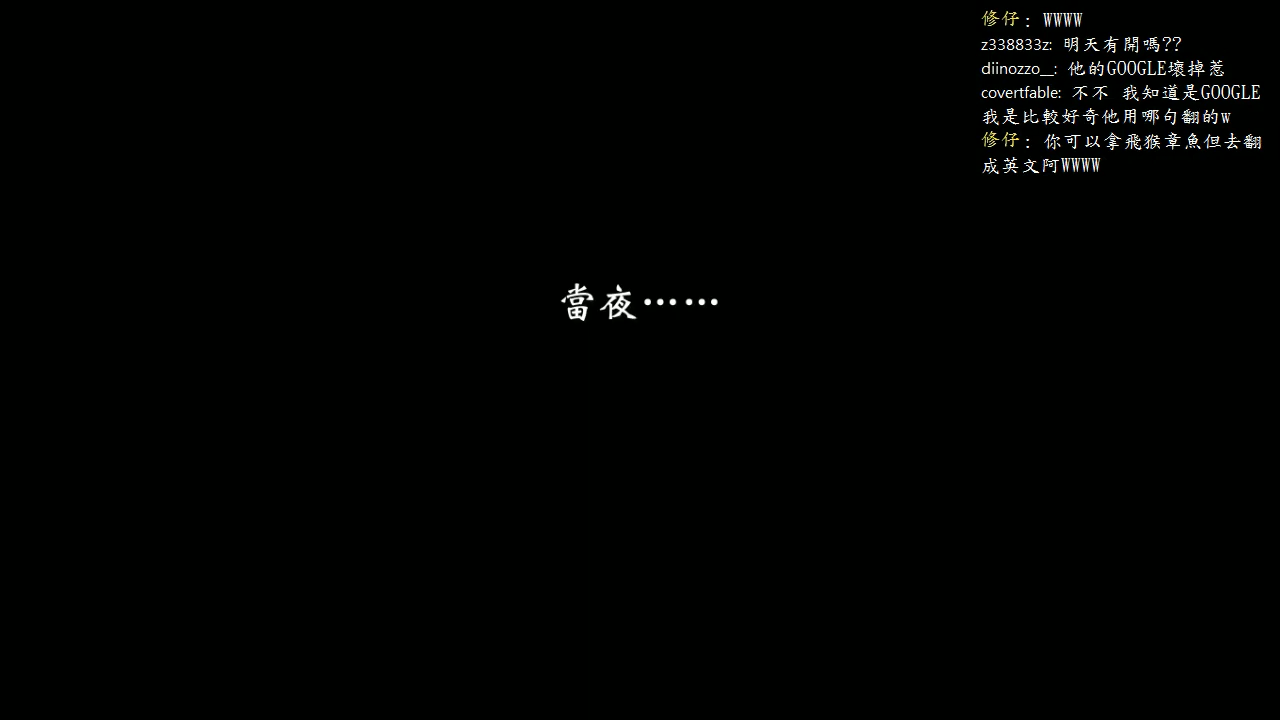 修仔: WWWW
z338833z: 明天有開嗎??
diinozzo__: 他的GOOGLE壞掉惹
covertfable: 不不 我知道是GOOGLE
我是比較好奇他用哪句翻的w
修仔: 你可以拿飛猴章魚但去翻
成英文阿WWWW
當夜……